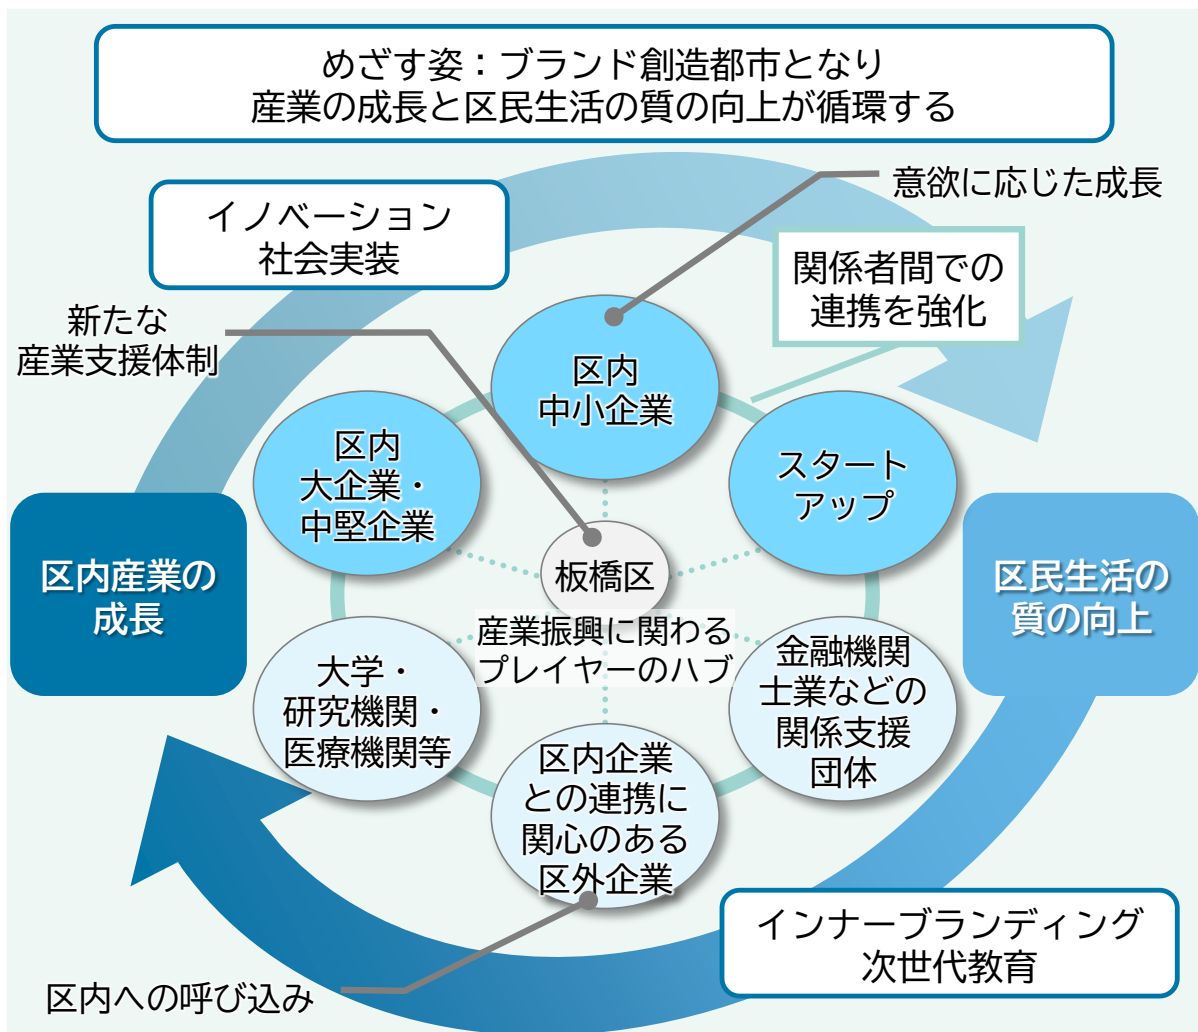 めざす姿：ブランド創造都市となり
産業の成長と区民生活の質の向上が循環する
意欲に応じた成長
イノベーション
社会実装
関係者間での
連携を強化
新たな
産業支援体制
区内
中小企業
区内
大企業・
中堅企業
スタート
アップ
区内産業の
成長
板橋区
産業振興に関わる
プレイヤーのハブ
区民生活の
質の向上
大学・
研究機関・
医療機関等
金融機関
士業などの
関係支援
団体
区内企業
との連携に
関心のある
区外企業
インナーブランディング
次世代教育
区内への呼び込み